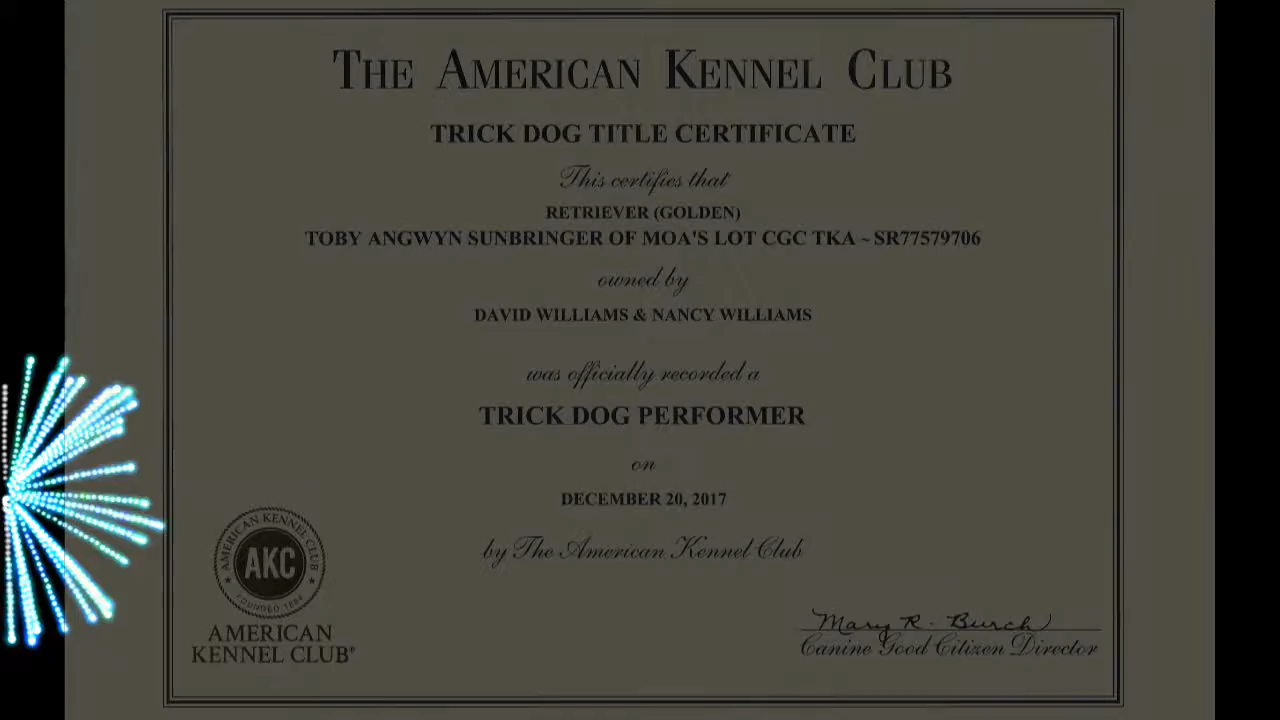 THE AMERICAN KENNEL CLUB
TRICK DOG TITLE CERTIFICATE
This certifies that
RETRIEVER (GOLDEN)
TOBY ANGWYN SUNBRINGER OF MOA'S LOT CGC TKA ~ SR77579706
owned by
DAVID WILLIAMS & NANCY WILLIAMS
was officially recorded a
TRICK DOG PERFORMER
on
DECEMBER 20, 2017
by The American Kennel Club
AMERICAN KENNEL CLUB
AKC
FOUNDED 1884
AMERICAN
KENNEL CLUB®
Mary R. Burch
Canine Good Citizen Director